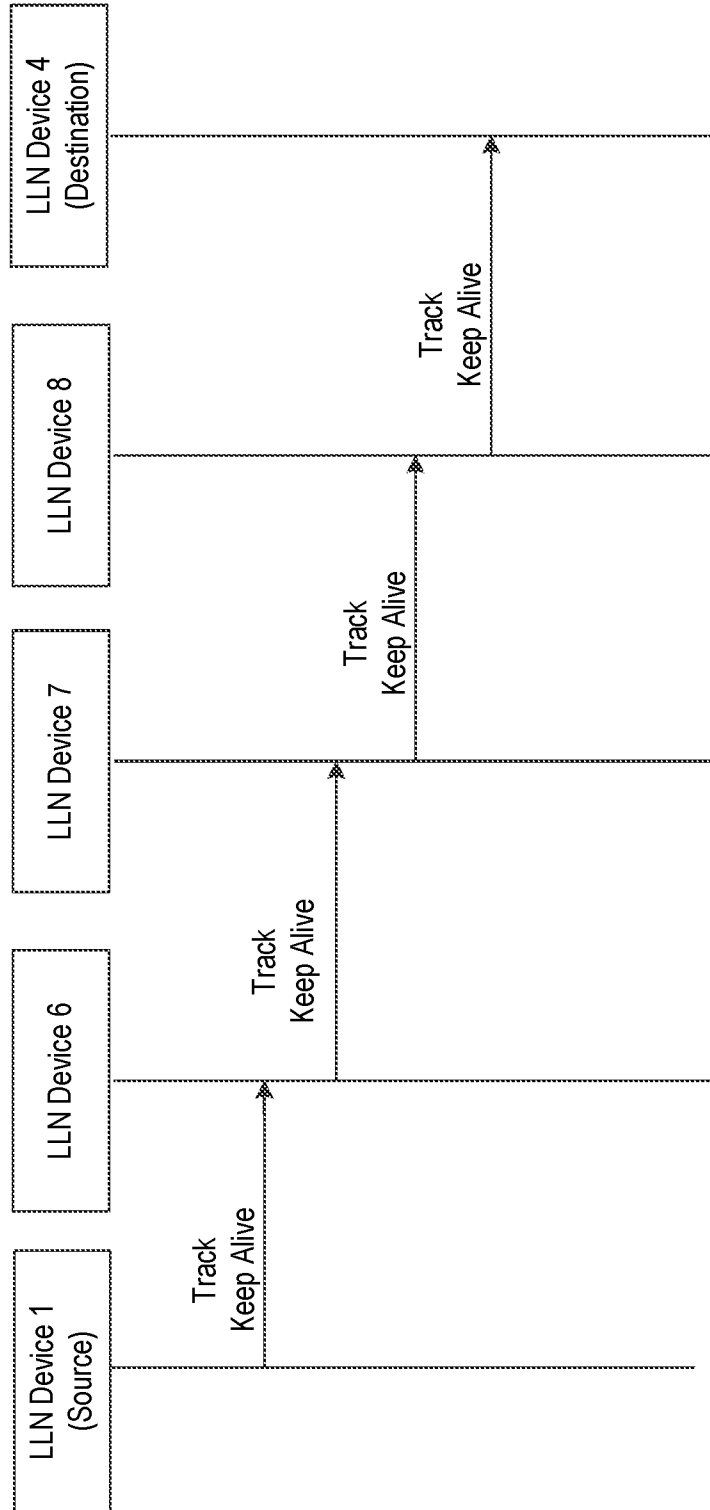 LLN Device 1
(Source)
LLN Device 6
LLN Device 7
LLN Device 8
LLN Device 4
(Destination)
Track
Keep Alive
Track
Keep Alive
Track
Keep Alive
Track
Keep Alive